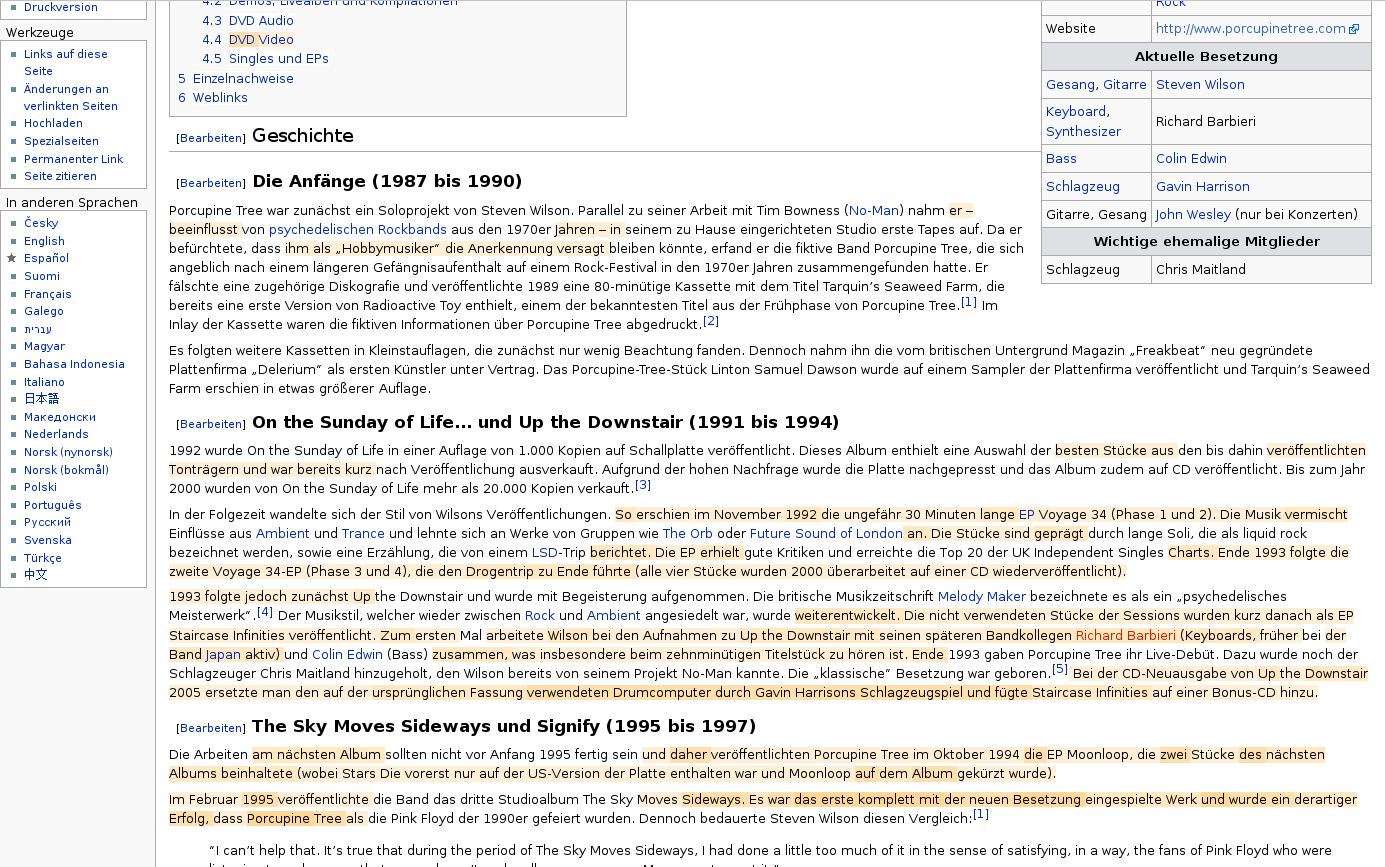 Druckversion
Werkzeuge
Links auf diese
Seite
Änderungen an
verlinkten Seiten
Hochladen
Spezialseiten
Permanenter Link
Seite zitieren
In anderen Sprachen
Česky
English
Español
Suomi
Français
Galego
עברית
Magyar
Bahasa Indonesia
Italiano
日本語
Македонски
Nederlands
Norsk (nynorsk)
Norsk (bokmål)
Polski
Português
Русский
Svenska
Türkçe
中文
4.2 Demos, Livealben und Kompilationen
4.3 DVD Audio
4.4 DVD Video
4.5 Singles und EPs
5 Einzelnachweise
6 Weblinks
Rock
Website http://www.porcupinetree.com
Aktuelle Besetzung
Gesang, Gitarre Steven Wilson
Keyboard,
Synthesizer Richard Barbieri
Bass Colin Edwin
Schlagzeug Gavin Harrison
Gitarre, Gesang John Wesley (nur bei Konzerten)
Wichtige ehemalige Mitglieder
Schlagzeug Chris Maitland
[Bearbeiten] Geschichte
[Bearbeiten] Die Anfänge (1987 bis 1990)
Porcupine Tree war zunächst ein Soloprojekt von Steven Wilson. Parallel zu seiner Arbeit mit Tim Bowness (No-Man) nahm er –
beeinflusst von psychedelischen Rockbands aus den 1970er Jahren – in seinem zu Hause eingerichteten Studio erste Tapes auf. Da er
befürchtete, dass ihm als „Hobbymusiker“ die Anerkennung versagt bleiben könnte, erfand er die fiktive Band Porcupine Tree, die sich
angeblich nach einem längeren Gefängnisaufenthalt auf einem Rock-Festival in den 1970er Jahren zusammengefunden hatte. Er
fälschte eine zugehörige Diskografie und veröffentlichte 1989 eine 80-minütige Kassette mit dem Titel Tarquin’s Seaweed Farm, die
bereits eine erste Version von Radioactive Toy enthielt, einem der bekanntesten Titel aus der Frühphase von Porcupine Tree.[1] Im
Inlay der Kassette waren die fiktiven Informationen über Porcupine Tree abgedruckt.[2]
Es folgten weitere Kassetten in Kleinstauflagen, die zunächst nur wenig Beachtung fanden. Dennoch nahm ihn die vom britischen Untergrund Magazin „Freakbeat“ neu gegründete
Plattenfirma „Delerium“ als ersten Künstler unter Vertrag. Das Porcupine-Tree-Stück Linton Samuel Dawson wurde auf einem Sampler der Plattenfirma veröffentlicht und Tarquin’s Seaweed
Farm erschien in etwas größerer Auflage.
[Bearbeiten] On the Sunday of Life… und Up the Downstair (1991 bis 1994)
1992 wurde On the Sunday of Life in einer Auflage von 1.000 Kopien auf Schallplatte veröffentlicht. Dieses Album enthielt eine Auswahl der besten Stücke aus den bis dahin veröffentlichten
Tonträgern und war bereits kurz nach Veröffentlichung ausverkauft. Aufgrund der hohen Nachfrage wurde die Platte nachgepresst und das Album zudem auf CD veröffentlicht. Bis zum Jahr
2000 wurden von On the Sunday of Life mehr als 20.000 Kopien verkauft.[3]
In der Folgezeit wandelte sich der Stil von Wilsons Veröffentlichungen. So erschien im November 1992 die ungefähr 30 Minuten lange EP Voyage 34 (Phase 1 und 2). Die Musik vermischt
Einflüsse aus Ambient und Trance und lehnte sich an Werke von Gruppen wie The Orb oder Future Sound of London an. Die Stücke sind geprägt durch lange Soli, die als liquid rock
bezeichnet werden, sowie eine Erzählung, die von einem LSD-Trip berichtet. Die EP erhielt gute Kritiken und erreichte die Top 20 der UK Independent Singles Charts. Ende 1993 folgte die
zweite Voyage 34-EP (Phase 3 und 4), die den Drogentrip zu Ende führte (alle vier Stücke wurden 2000 überarbeitet auf einer CD wiederveröffentlicht).
1993 folgte jedoch zunächst Up the Downstair und wurde mit Begeisterung aufgenommen. Die britische Musikzeitschrift Melody Maker bezeichnete es als ein „psychedelisches
Meisterwerk“.[4] Der Musikstil, welcher wieder zwischen Rock und Ambient angesiedelt war, wurde weiterentwickelt. Die nicht verwendeten Stücke der Sessions wurden kurz danach als EP
Staircase Infinities veröffentlicht. Zum ersten Mal arbeitete Wilson bei den Aufnahmen zu Up the Downstair mit seinen späteren Bandkollegen Richard Barbieri (Keyboards, früher bei der
Band Japan aktiv) und Colin Edwin (Bass) zusammen, was insbesondere beim zehnminütigen Titelstück zu hören ist. Ende 1993 gaben Porcupine Tree ihr Live-Debüt. Dazu wurde noch der
Schlagzeuger Chris Maitland hinzugeholt, den Wilson bereits von seinem Projekt No-Man kannte. Die „klassische“ Besetzung war geboren.[5] Bei der CD-Neuausgabe von Up the Downstair
2005 ersetzte man den auf der ursprünglichen Fassung verwendeten Drumcomputer durch Gavin Harrisons Schlagzeugspiel und fügte Staircase Infinities auf einer Bonus-CD hinzu.
[Bearbeiten] The Sky Moves Sideways und Signify (1995 bis 1997)
Die Arbeiten am nächsten Album sollten nicht vor Anfang 1995 fertig sein und daher veröffentlichten Porcupine Tree im Oktober 1994 die EP Moonloop, die zwei Stücke des nächsten
Albums beinhaltete (wobei Stars Die vorerst nur auf der US-Version der Platte enthalten war und Moonloop auf dem Album gekürzt wurde).
Im Februar 1995 veröffentlichte die Band das dritte Studioalbum The Sky Moves Sideways. Es war das erste komplett mit der neuen Besetzung eingespielte Werk und wurde ein derartiger
Erfolg, dass Porcupine Tree als die Pink Floyd der 1990er gefeiert wurden. Dennoch bedauerte Steven Wilson diesen Vergleich:[1]
“I can’t help that. It’s true that during the period of The Sky Moves Sideways, I had done a little too much of it in the sense of satisfying, in a way, the fans of Pink Floyd who were